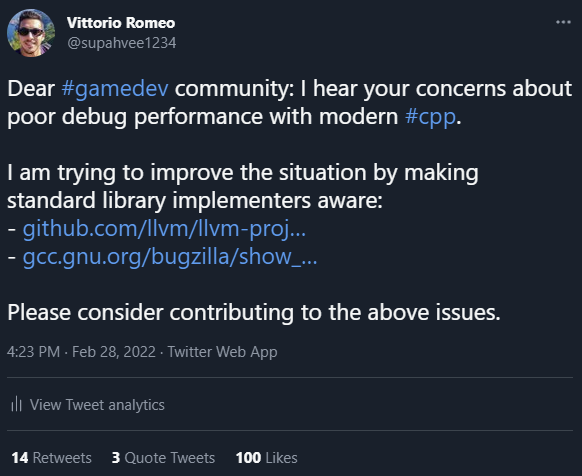 Vittorio Romeo
@supahvee1234
Dear #gamedev community: I hear your concerns about
poor debug performance with modern #cpp.
I am trying to improve the situation by making
standard library implementers aware:
- github.com/llvm/llvm-proj...
- gcc.gnu.org/bugzilla/show_...
Please consider contributing to the above issues.
4:23 PM · Feb 28, 2022 · Twitter Web App
View Tweet analytics
14 Retweets 3 Quote Tweets 100 Likes